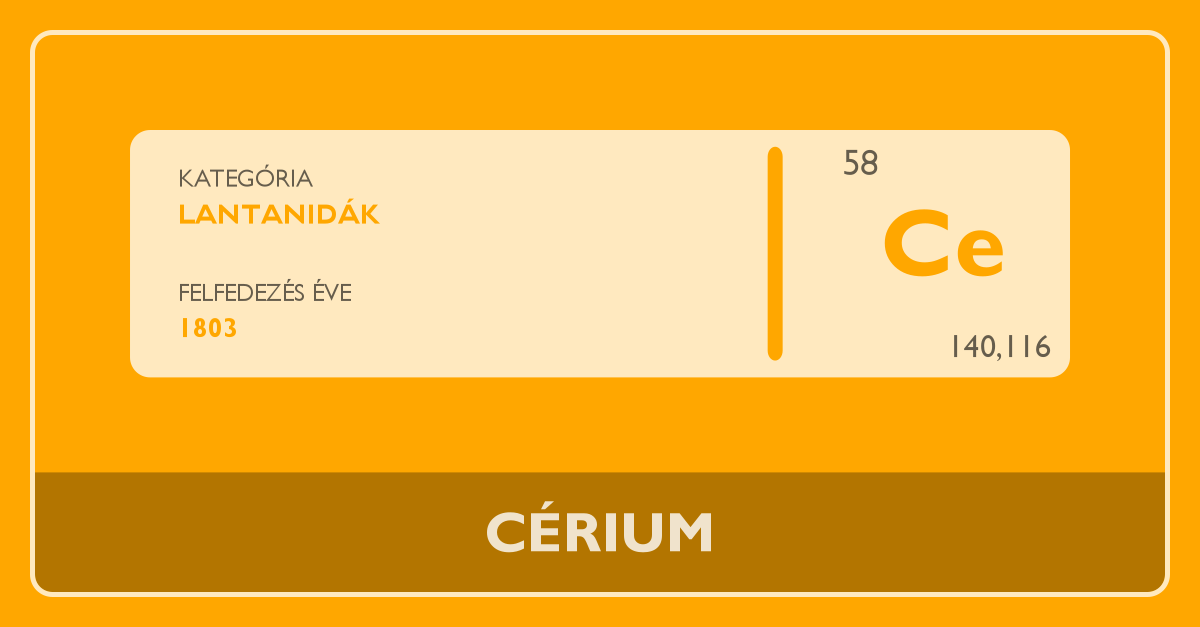 KATEGÓRIA
LANTANIDÁK
FELFEDEZÉS ÉVE
1803
58
Ce
140,116
CÉRIUM